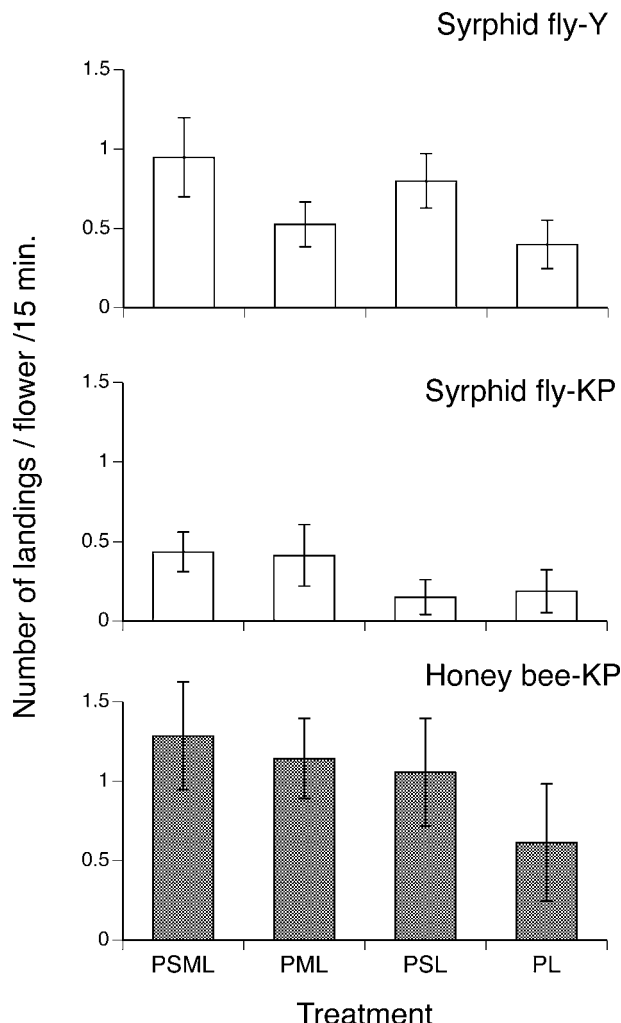 Syrphid fly-Y
1.5
1
0.5
0
Syrphid fly-KP
1.5
1
0.5
0
Honey bee-KP
1.5
1
0.5
0
PSML PML PSL PL
Treatment
Number of landings / flower /15 min.